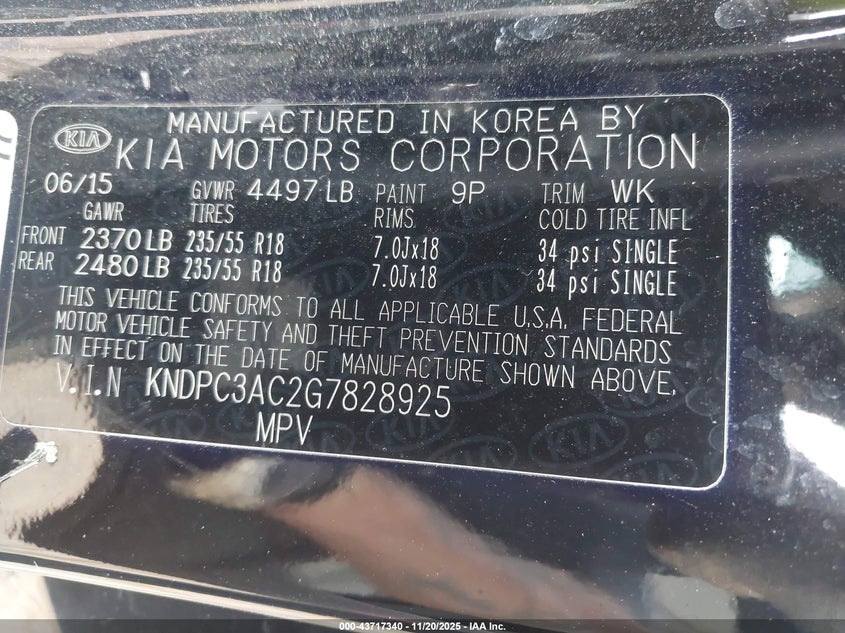 KIA
MANUFACTURED IN KOREA BY
KIA MOTORS CORPORATION
06/15 GVWR 4497 LB PAINT 9P TRIM WK
GAWR TIRES RIMS COLD TIRE INFL
FRONT 2370 LB 235/55 R18 7.0Jx18 34 psi SINGLE
REAR 2480 LB 235/55 R18 7.0Jx18 34 psi SINGLE
THIS VEHICLE CONFORMS TO ALL APPLICABLE U.S.A. FEDERAL
MOTOR VEHICLE SAFETY AND THEFT PREVENTION STANDARDS
IN EFFECT ON THE DATE OF MANUFACTURE SHOWN ABOVE.
V.I.N KNDPC3AC2G7828925
MPV
000-43717340 - 11/20/2025 - IAA Inc.